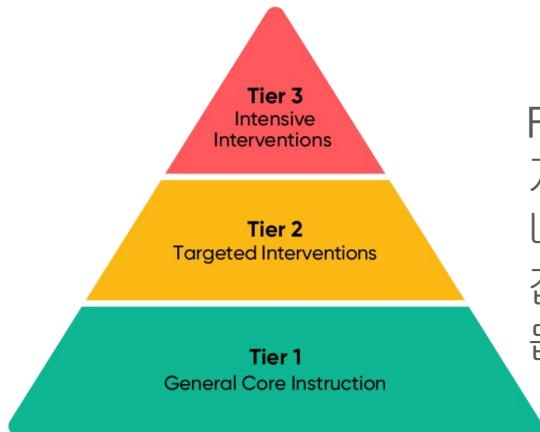 Tier 3
Intensive
Interventions
Tier 2
Targeted Interventions
Tier 1
General Core Instruction